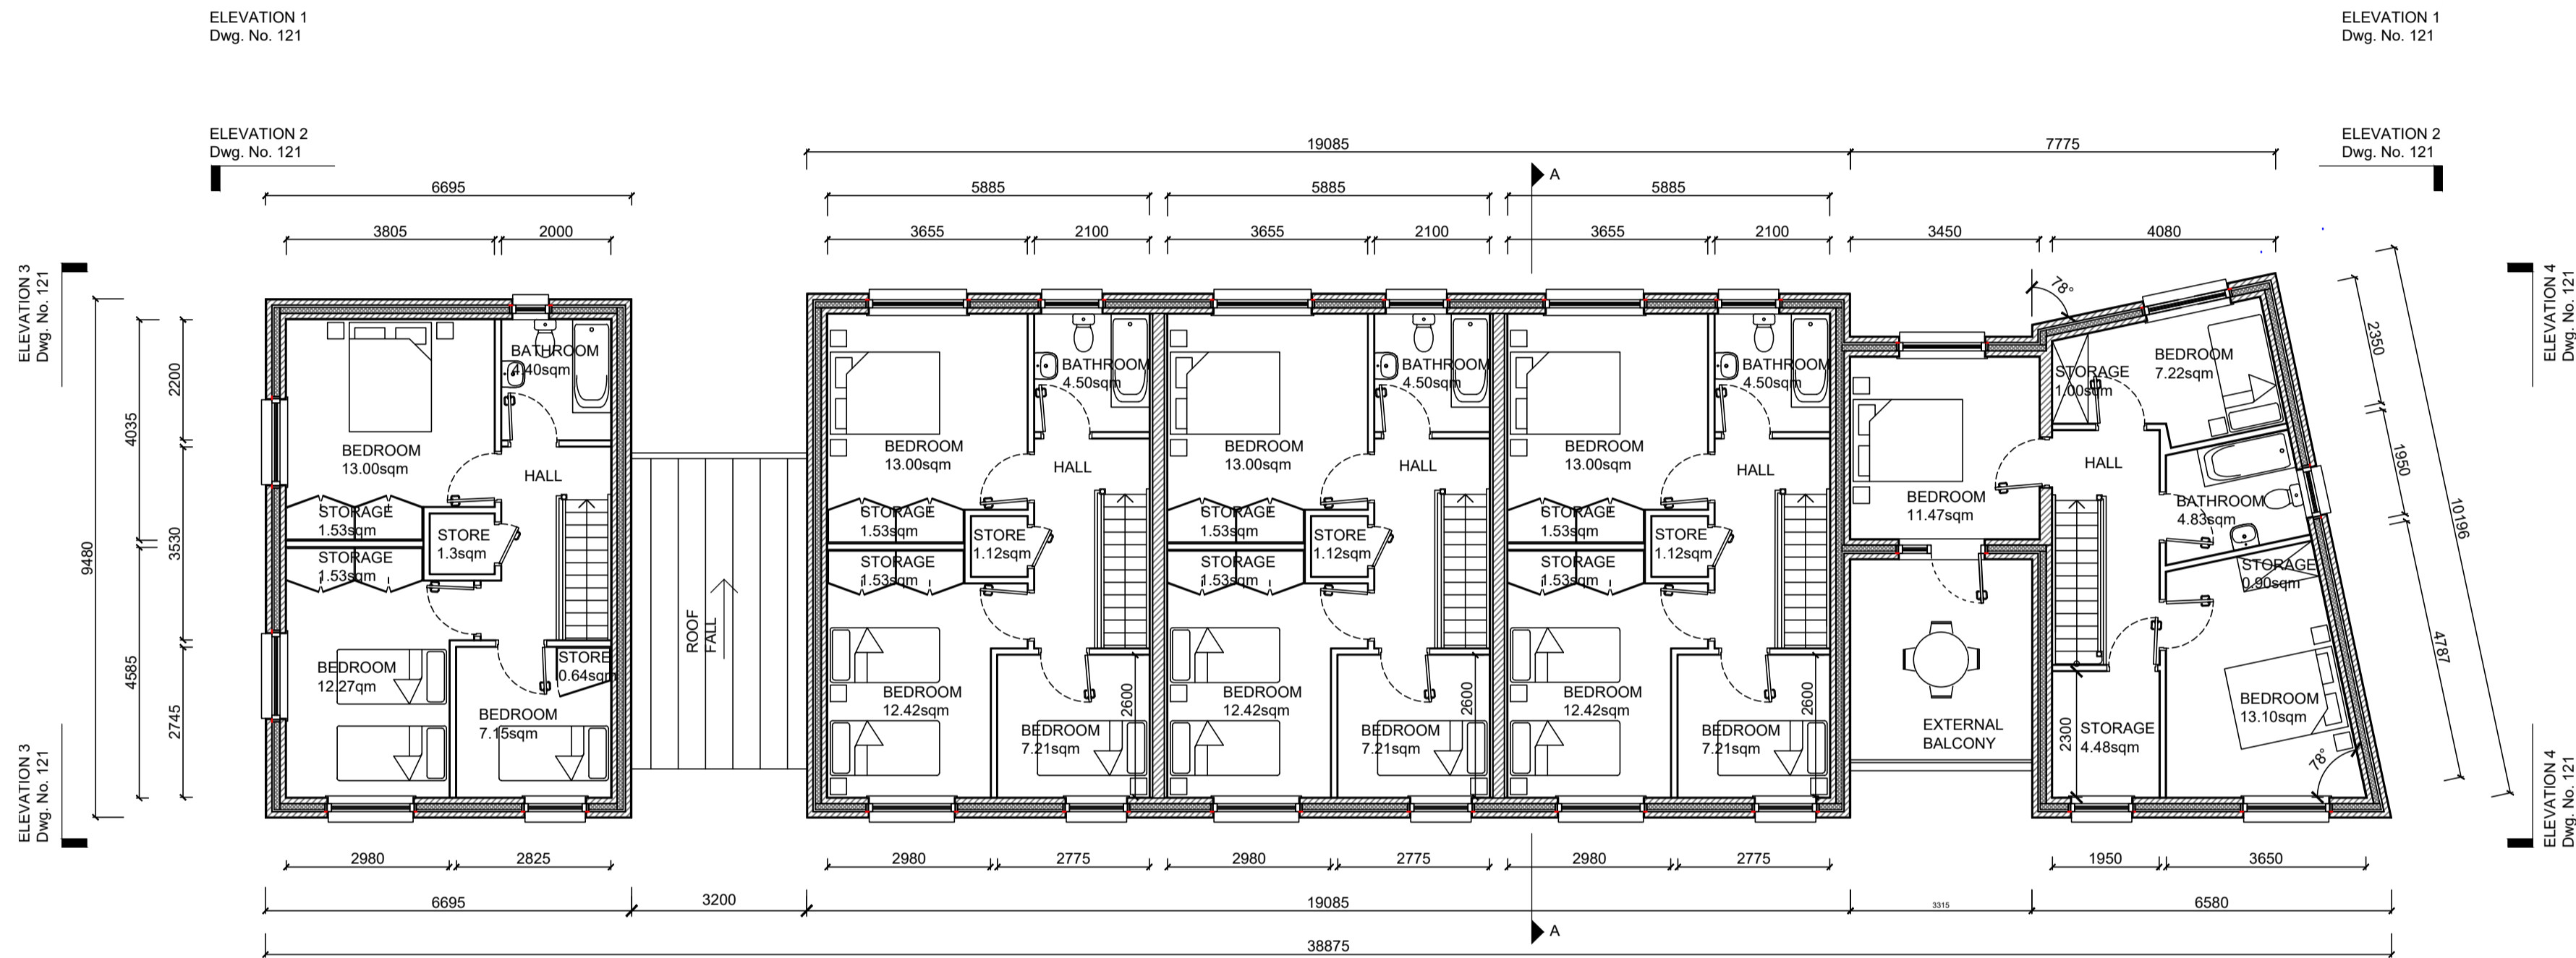 ELEVATION 1
Dwg. No. 121
ELEVATION 1
Dwg. No. 121
ELEVATION 2
Dwg. No. 121
ELEVATION 2
Dwg. No. 121
19085
7775
A
6695
5885
5885
5885
3805
2000
3655
2100
3655
2100
3655
2100
3450
4080
ELEVATION 3
Dwg. No. 121
ELEVATION 4
Dwg. No. 121
78°
9480
4035
2200
3530
4585
2745
2350
1950
4787
10196
BATHROOM
4.40sqm
BEDROOM
13.00sqm
HALL
STORAGE
1.53sqm
STORE
1.3sqm
STORAGE
1.53sqm
BEDROOM
12.27qm
STORE
0.64sqm
BEDROOM
7.15sqm
ROOF
FALL
BATHROOM
4.50sqm
BEDROOM
13.00sqm
HALL
STORAGE
1.53sqm
STORE
1.12sqm
STORAGE
1.53sqm
BEDROOM
12.42sqm
2600
BEDROOM
7.21sqm
BATHROOM
4.50sqm
BEDROOM
13.00sqm
HALL
STORAGE
1.53sqm
STORE
1.12sqm
STORAGE
1.53sqm
BEDROOM
12.42sqm
2600
BEDROOM
7.21sqm
BATHROOM
4.50sqm
BEDROOM
13.00sqm
HALL
STORAGE
1.53sqm
STORE
1.12sqm
STORAGE
1.53sqm
BEDROOM
12.42sqm
2600
BEDROOM
7.21sqm
BEDROOM
11.47sqm
EXTERNAL
BALCONY
STORAGE
1.00sqm
BEDROOM
7.22sqm
HALL
BATHROOM
4.83sqm
STORAGE
0.90sqm
BEDROOM
13.10sqm
78°
2300
STORAGE
4.48sqm
ELEVATION 3
Dwg. No. 121
ELEVATION 4
Dwg. No. 121
2980
2825
2980
2775
2980
2775
2980
2775
1950
3650
6695
3200
19085
3315
6580
A
38875